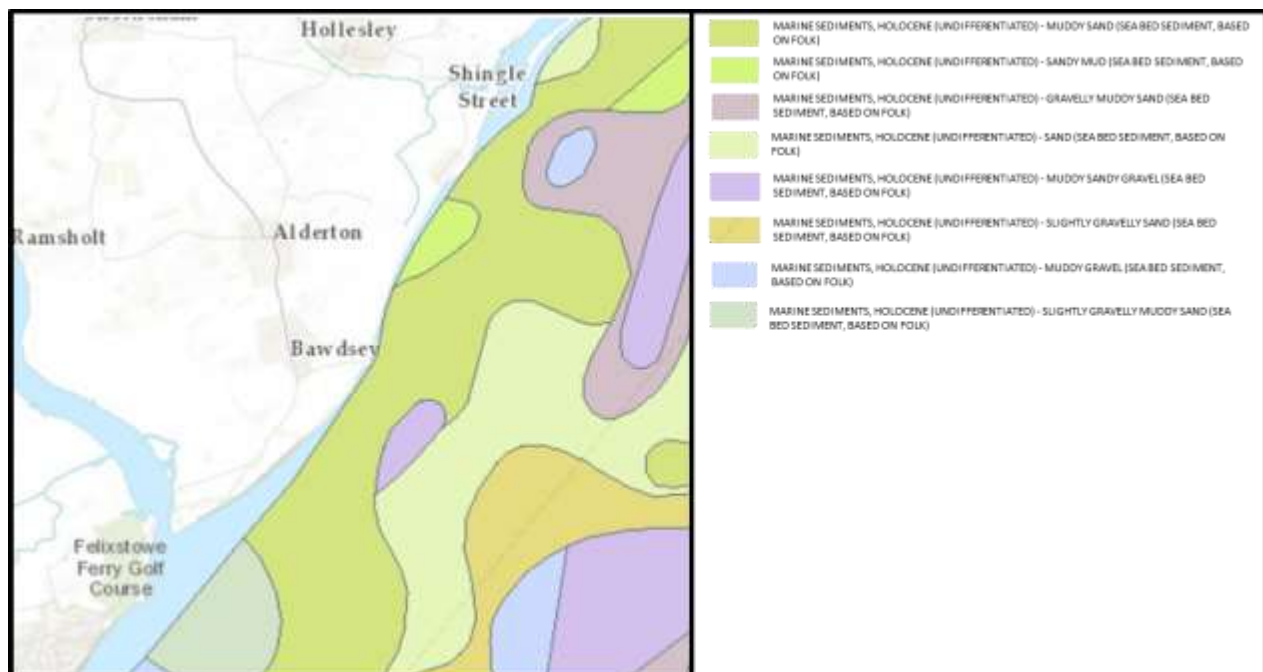 Hollesley
Shingle
Street
Ramsholt
Alderton
Bawdsey
Felixstowe
Ferry Golf
Course
MARINE SEDIMENTS, HOLOCENE (UNDIFFERENTIATED) - MUDDY SAND (SEA BED SEDIMENT, BASED
ON FOLK)
MARINE SEDIMENTS, HOLOCENE (UNDIFFERENTIATED) - SANDY MUD (SEA BED SEDIMENT, BASED
ON FOLK)
MARINE SEDIMENTS, HOLOCENE (UNDIFFERENTIATED) - GRAVELLY MUDDY SAND (SEA BED
SEDIMENT, BASED ON FOLK)
MARINE SEDIMENTS, HOLOCENE (UNDIFFERENTIATED) - SAND (SEA BED SEDIMENT, BASED ON
FOLK)
MARINE SEDIMENTS, HOLOCENE (UNDIFFERENTIATED) - MUDDY SANDY GRAVEL (SEA BED
SEDIMENT, BASED ON FOLK)
MARINE SEDIMENTS, HOLOCENE (UNDIFFERENTIATED) - SLIGHTLY GRAVELLY SAND (SEA BED
SEDIMENT, BASED ON FOLK)
MARINE SEDIMENTS, HOLOCENE (UNDIFFERENTIATED) - MUDDY GRAVEL (SEA BED SEDIMENT,
BASED ON FOLK)
MARINE SEDIMENTS, HOLOCENE (UNDIFFERENTIATED) - SLIGHTLY GRAVELLY MUDDY SAND (SEA
BED SEDIMENT, BASED ON FOLK)